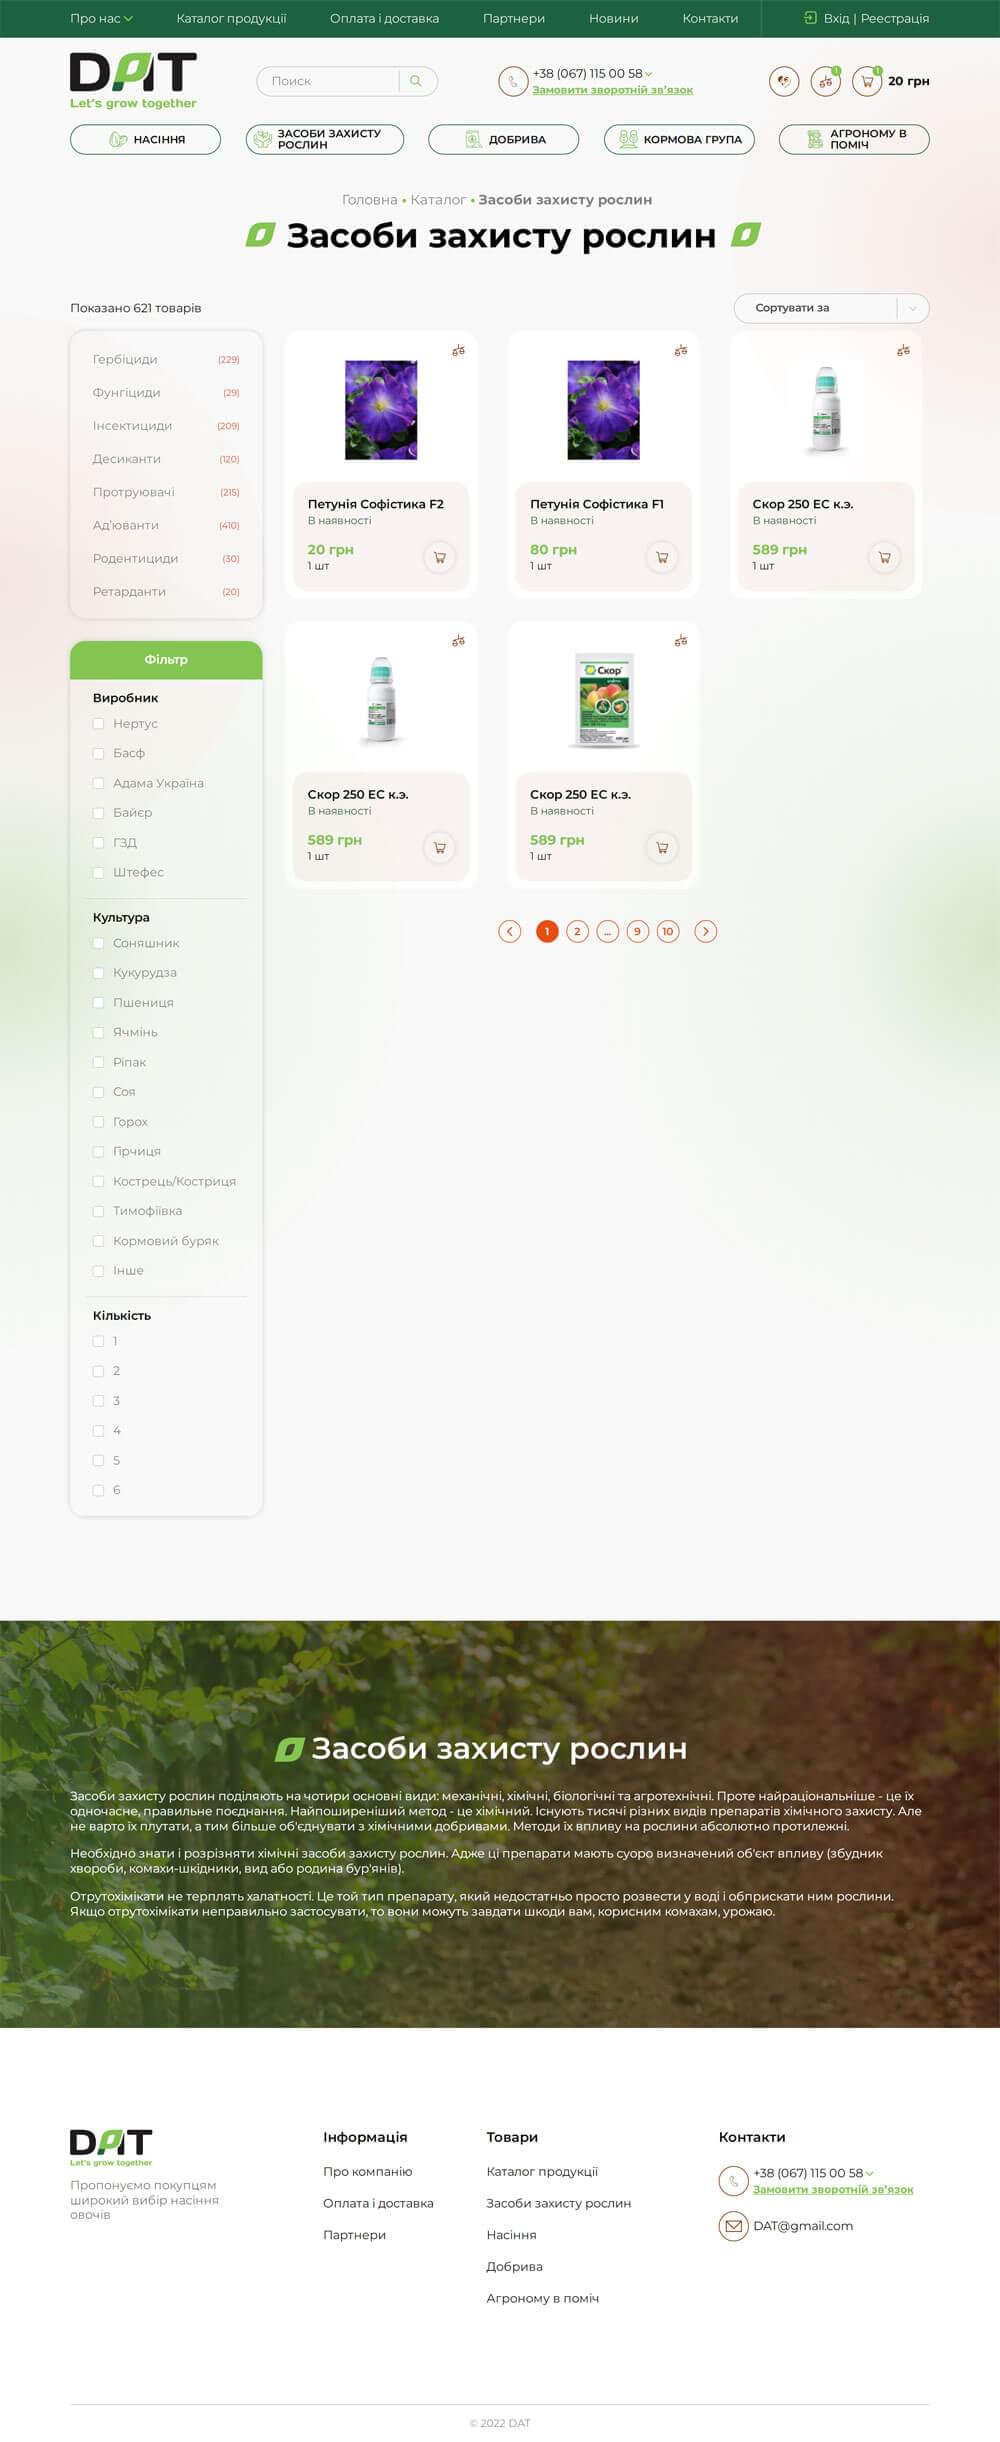 Про нас
Каталог продукції
Оплата і доставка
Партнери
Новини
Контакти
Вхід | Реестрація
DAT
Let's grow together
Поиск
+38 (067) 115 00 58
Замовити зворотній зв'язок
1
1
20 грн
НАСІННЯ
ЗАСОБИ ЗАХИСТУ
РОСЛИН
ДОБРИВА
КОРМОВА ГРУПА
АГРОНОМУ В
ПОМІЧ
Головна • Каталог • Засоби захисту рослин
Засоби захисту рослин
Показано 621 товарів
Сортувати за
Гербіциди (229)
Фунгіциди (29)
Інсектициди (209)
Десиканти (120)
Протруювачі (215)
Ад'юванти (410)
Родентициди (30)
Ретарданти (20)
Фільтр
Виробник
Нертус
Басф
Адама Україна
Байєр
ГЗД
Штефес
Культура
Соняшник
Кукурудза
Пшениця
Ячмінь
Ріпак
Соя
Горох
Гірчиця
Кострець/Костриця
Тимофіївка
Кормовий буряк
Інше
Кількість
1
2
3
4
5
6
Петунія Софістика F2
В наявності
20 грн
1 шт
Петунія Софістика F1
В наявності
80 грн
1 шт
Скор 250 ЕС к.э.
В наявності
589 грн
1 шт
Скор 250 ЕС к.э.
В наявності
589 грн
1 шт
Скор
Скор 250 ЕС к.э.
В наявності
589 грн
1 шт
1 2 ... 9 10
Засоби захисту рослин
Засоби захисту рослин поділяють на чотири основні види: механічні, хімічні, біологічні та агротехнічні. Проте найраціональніше - це їх
одночасне, правильне поєднання. Найпоширеніший метод - це хімічний. Існують тисячі різних видів препаратів хімічного захисту. Але
не варто їх плутати, а тим більше об'єднувати з хімічними добривами. Методи їх впливу на рослини абсолютно протилежні.
Необхідно знати і розрізняти хімічні засоби захисту рослин. Адже ці препарати мають суоро визначений об'єкт впливу (збудник
хвороби, комахи-шкідники, вид або родина бур'янів).
Отрутохімікати не терплять халатності. Це той тип препарату, який недостатньо просто розвести у воді і обприскати ним рослини.
Якщо отрутохімікати неправильно застосувати, то вони можуть завдати шкоди вам, корисним комахам, урожаю.
DAT
Let's grow together
Пропонуємо покупцям
широкий вибір насіння
овочів
Інформація
Про компанію
Оплата і доставка
Партнери
Товари
Каталог продукції
Засоби захисту рослин
Насіння
Добрива
Агроному в поміч
Контакти
+38 (067) 115 00 58
Замовити зворотній зв'язок
DAT@gmail.com
© 2022 DAT